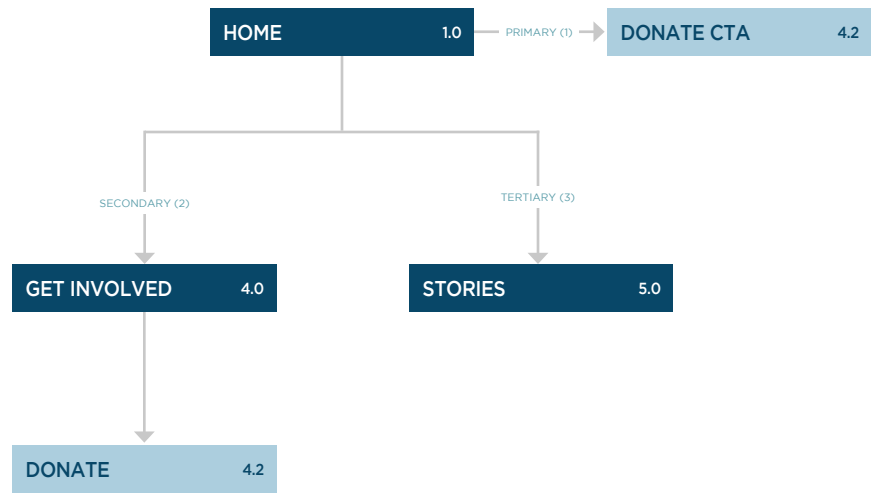 HOME 1.0
PRIMARY (1)
DONATE CTA 4.2
SECONDARY (2)
TERTIARY (3)
GET INVOLVED 4.0
STORIES 5.0
DONATE 4.2